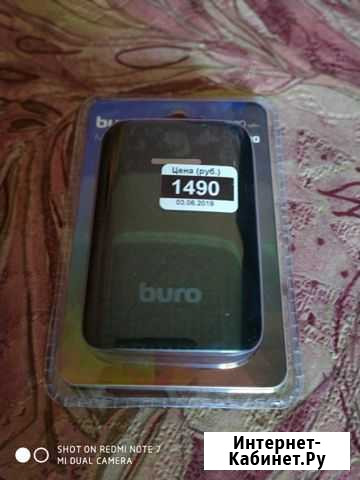 buro
Цена (руб.)
1490
03.06.2019
buro
SHOT ON REDMI NOTE 7
MI DUAL CAMERA
Интернет-
Кабинет.Ру